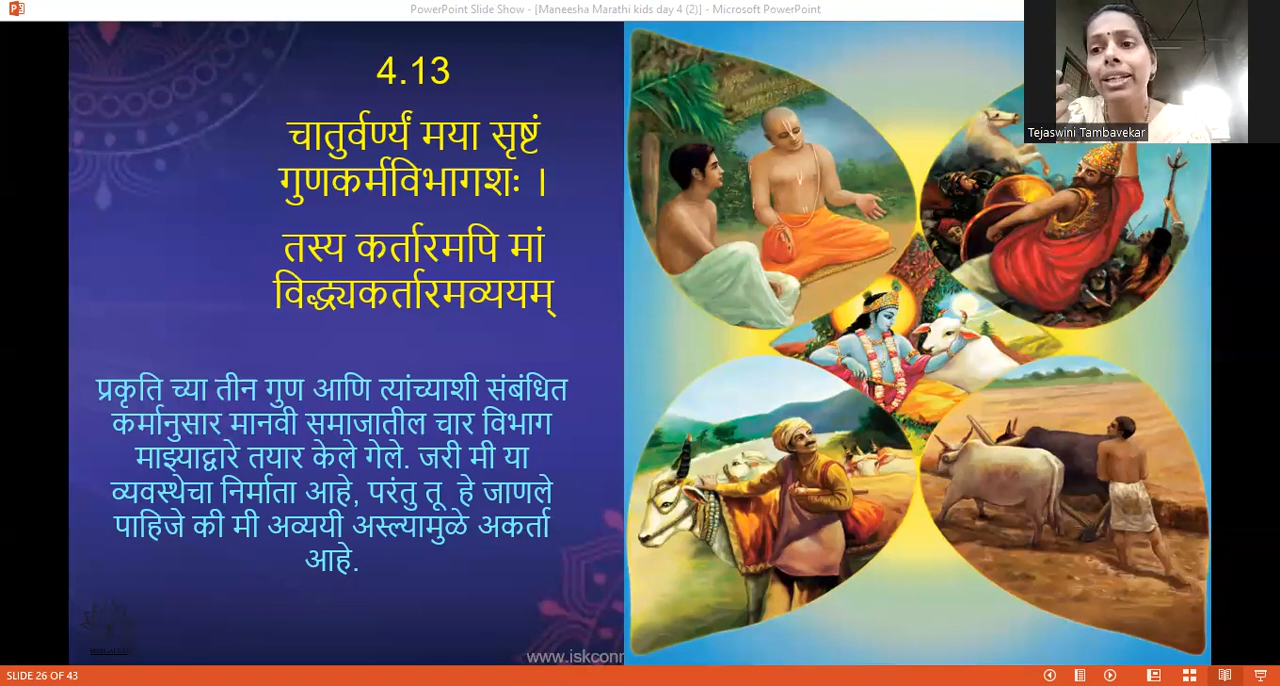 PowerPoint Slide Show - [Maneesha Marathi kids day 4 (2)] - Microsoft PowerPoint
Tejaswini Tambavekar
4.13
चातुर्वर्ण्यं मया सृष्टं
गुणकर्मविभागशः ।
तस्य कर्तारमपि मां
विद्ध्यकर्तारमव्ययम्
प्रकृति च्या तीन गुण आणि त्यांच्याशी संबंधित
कर्मानुसार मानवी समाजातील चार विभाग
माझ्याद्वारे तयार केले गेले. जरी मी या
व्यवस्थेचा निर्माता आहे, परंतु तू हे जाणले
पाहिजे की मी अव्ययी अस्ल्यामुळे अकर्ता
आहे.
www.iskconr
SLIDE 26 OF 43